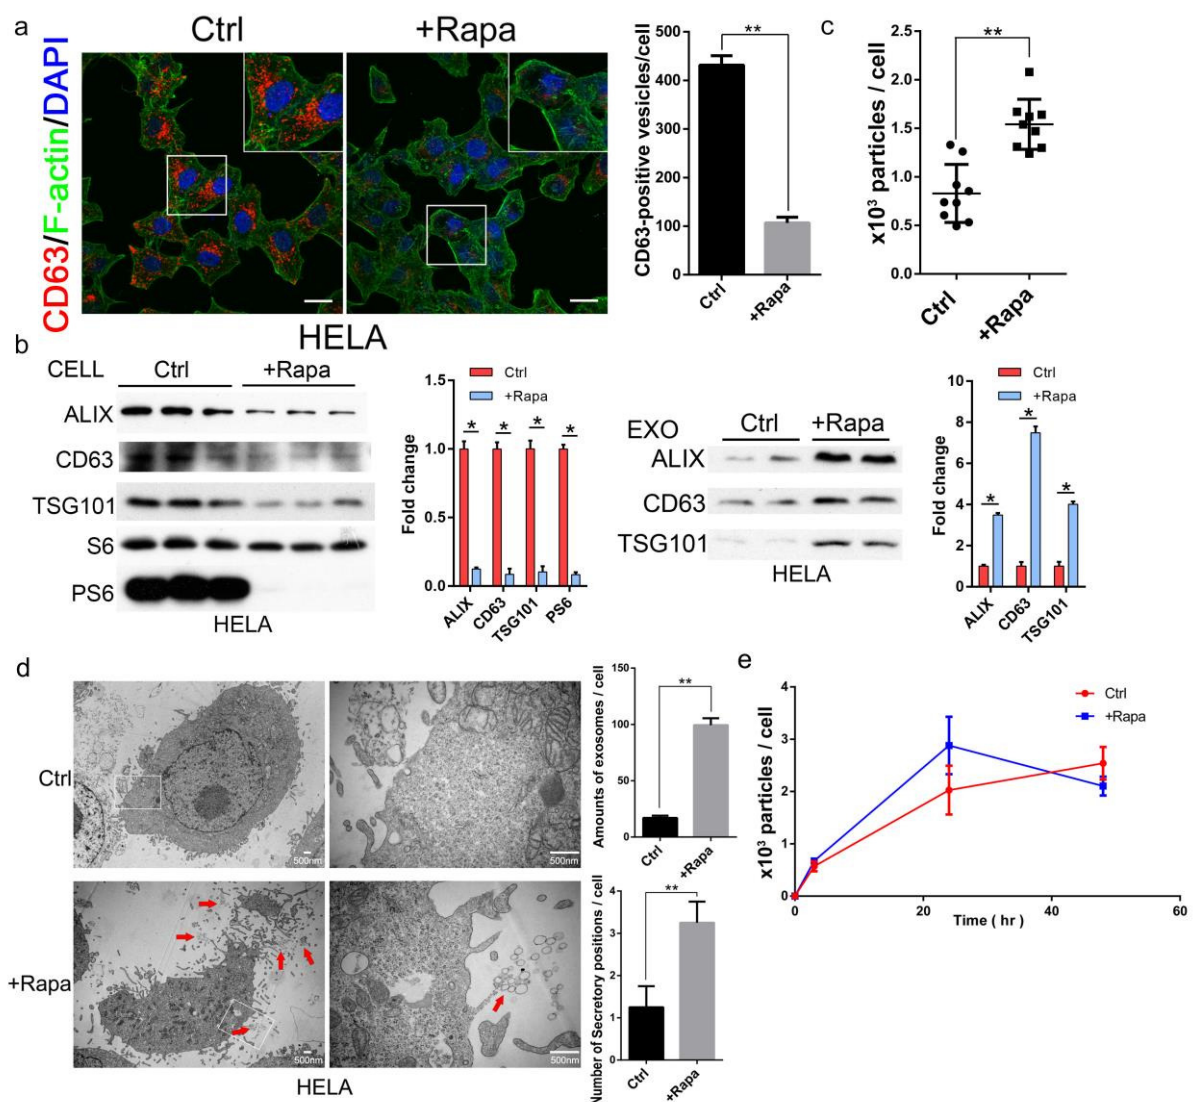 a
Ctrl
+Rapa
CD63/F-actin/DAPI
HELA
CD63-positive vesicles/cell
500
400
300
200
100
0
**
Ctrl
+Rapa
c
x10³ particles / cell
2.5
2.0
1.5
1.0
0.5
0.0
**
Ctrl
+Rapa
b
CELL
Ctrl
+Rapa
ALIX
CD63
TSG101
S6
PS6
HELA
Fold change
1.5
1.0
0.5
0.0
Ctrl
+Rapa
*
*
*
*
ALIX
CD63
TSG101
PS6
EXO
Ctrl
+Rapa
ALIX
CD63
TSG101
HELA
Fold change
10
8
6
4
2
0
Ctrl
+Rapa
*
*
*
ALIX
CD63
TSG101
d
Ctrl
500nm
500nm
+Rapa
500nm
500nm
HELA
Amounts of exosomes / cell
150
100
50
0
**
Ctrl
+Rapa
Number of Secretory positions / cell
4
3
2
1
0
**
Ctrl
+Rapa
e
x10³ particles / cell
4
3
2
1
0
0
20
40
60
Time ( hr )
Ctrl
+Rapa